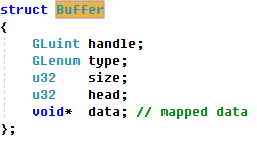 struct Buffer
{
    GLuint handle;
    GLenum type;
    u32    size;
    u32    head;
    void*  data; // mapped data
};